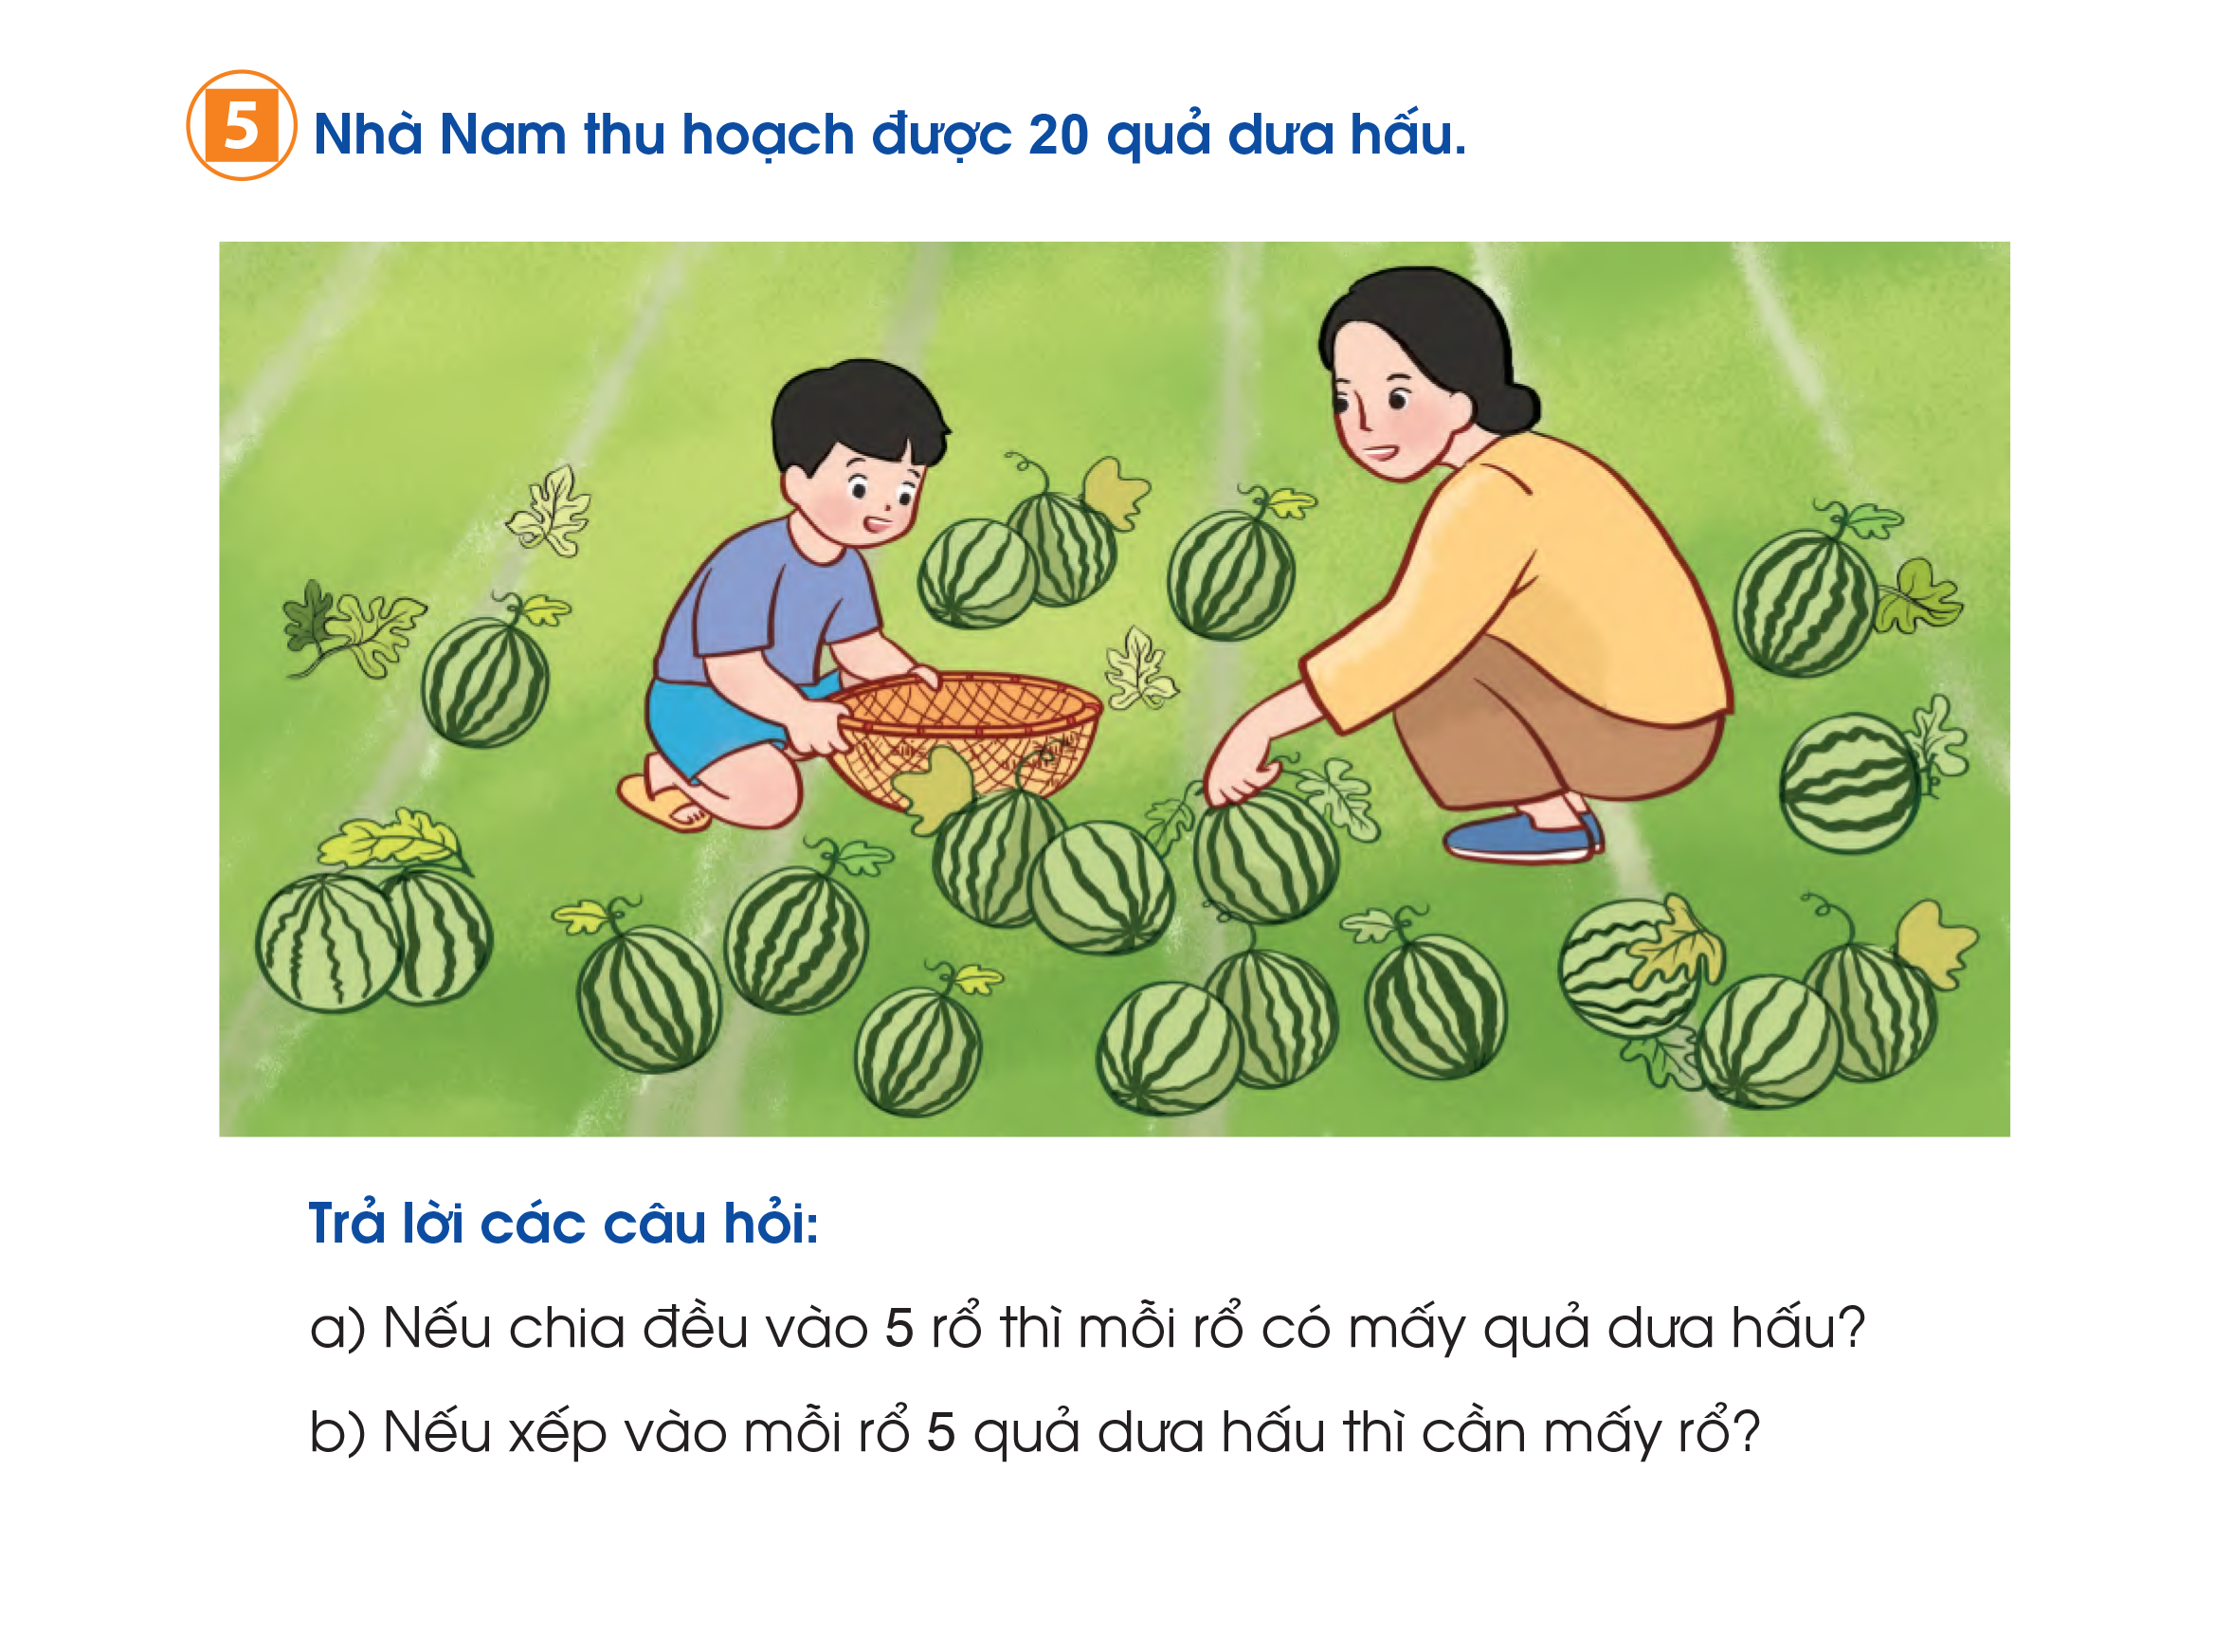 5 Nhà Nam thu hoạch được 20 quả dưa hấu.
Trả lời các câu hỏi:
a) Nếu chia đều vào 5 rổ thì mỗi rổ có mấy quả dưa hấu?
b) Nếu xếp vào mỗi rổ 5 quả dưa hấu thì cần mấy rổ?